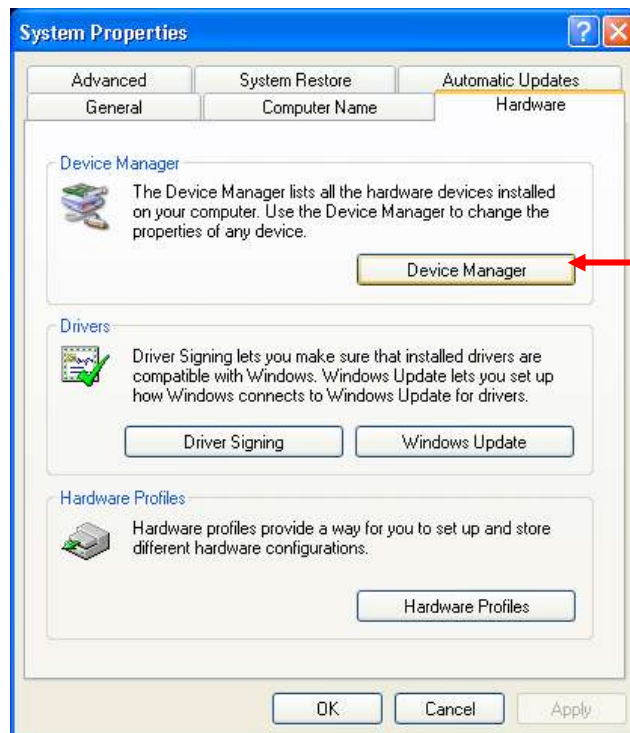 System Properties
Advanced System Restore Automatic Updates
General Computer Name Hardware
Device Manager
The Device Manager lists all the hardware devices installed
on your computer. Use the Device Manager to change the
properties of any device.
Device Manager
Drivers
Driver Signing lets you make sure that installed drivers are
compatible with Windows. Windows Update lets you set up
how Windows connects to Windows Update for drivers.
Driver Signing Windows Update
Hardware Profiles
Hardware profiles provide a way for you to set up and store
different hardware configurations.
Hardware Profiles
OK Cancel Apply